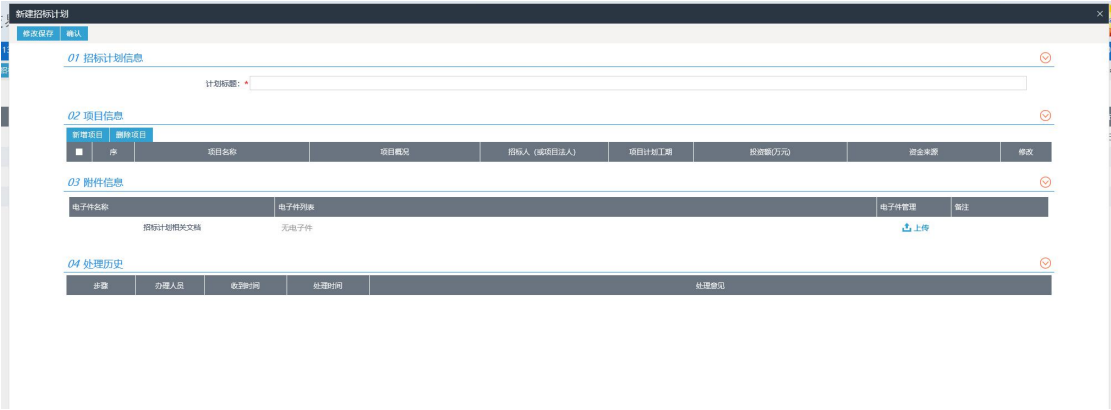 新建招标计划
修改保存 确认
01 招标计划信息
计划标题：*
02 项目信息
新增项目 删除项目
序 项目名称 项目概况 招标人（或项目法人） 项目计划工期 投资额(万元) 资金来源 修改
03 附件信息
电子件名称 电子件列表 电子件管理 备注
招标计划相关文档 无电子件 上传
04 处理历史
步骤 办理人员 收到时间 处理时间 处理意见